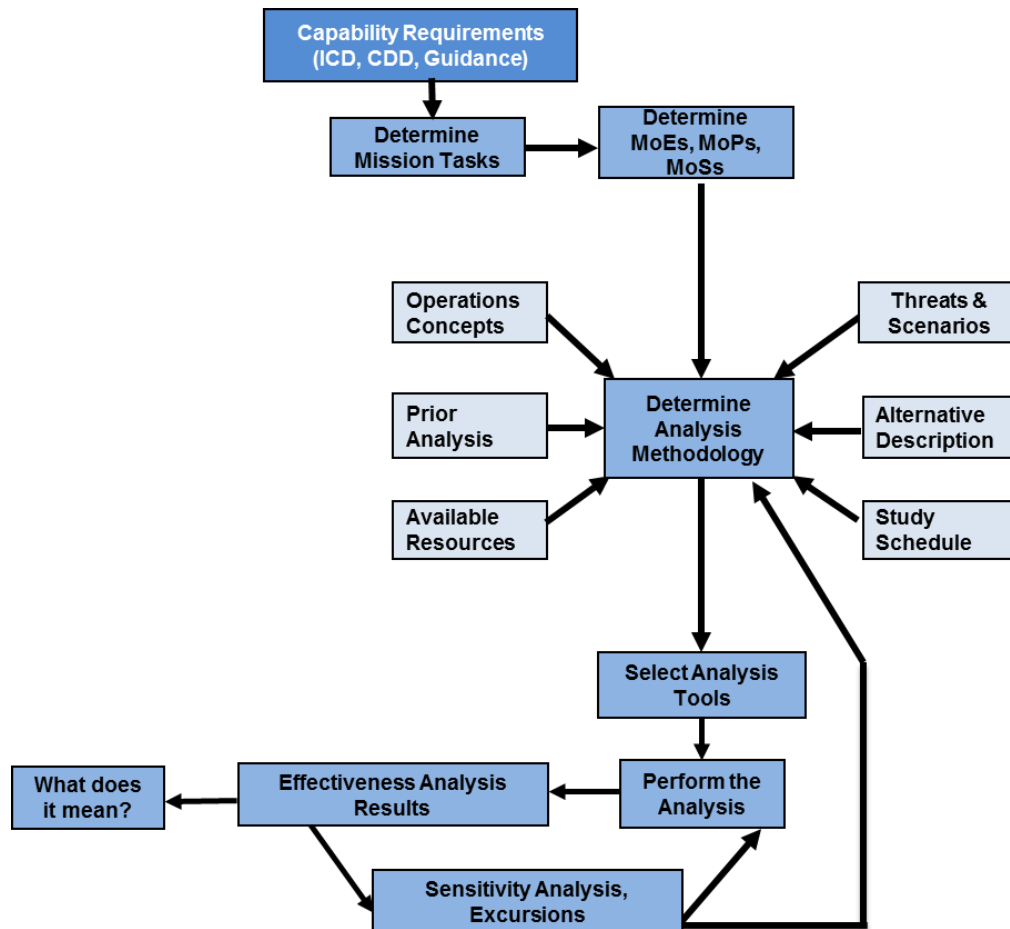 Capability Requirements
(ICD, CDD, Guidance)
Determine
Mission Tasks
Determine
MoEs, MoPs,
MoSs
Operations
Concepts
Threats &
Scenarios
Prior
Analysis
Determine
Analysis
Methodology
Alternative
Description
Available
Resources
Study
Schedule
Select Analysis
Tools
What does
it mean?
Effectiveness Analysis
Results
Perform the
Analysis
Sensitivity Analysis,
Excursions